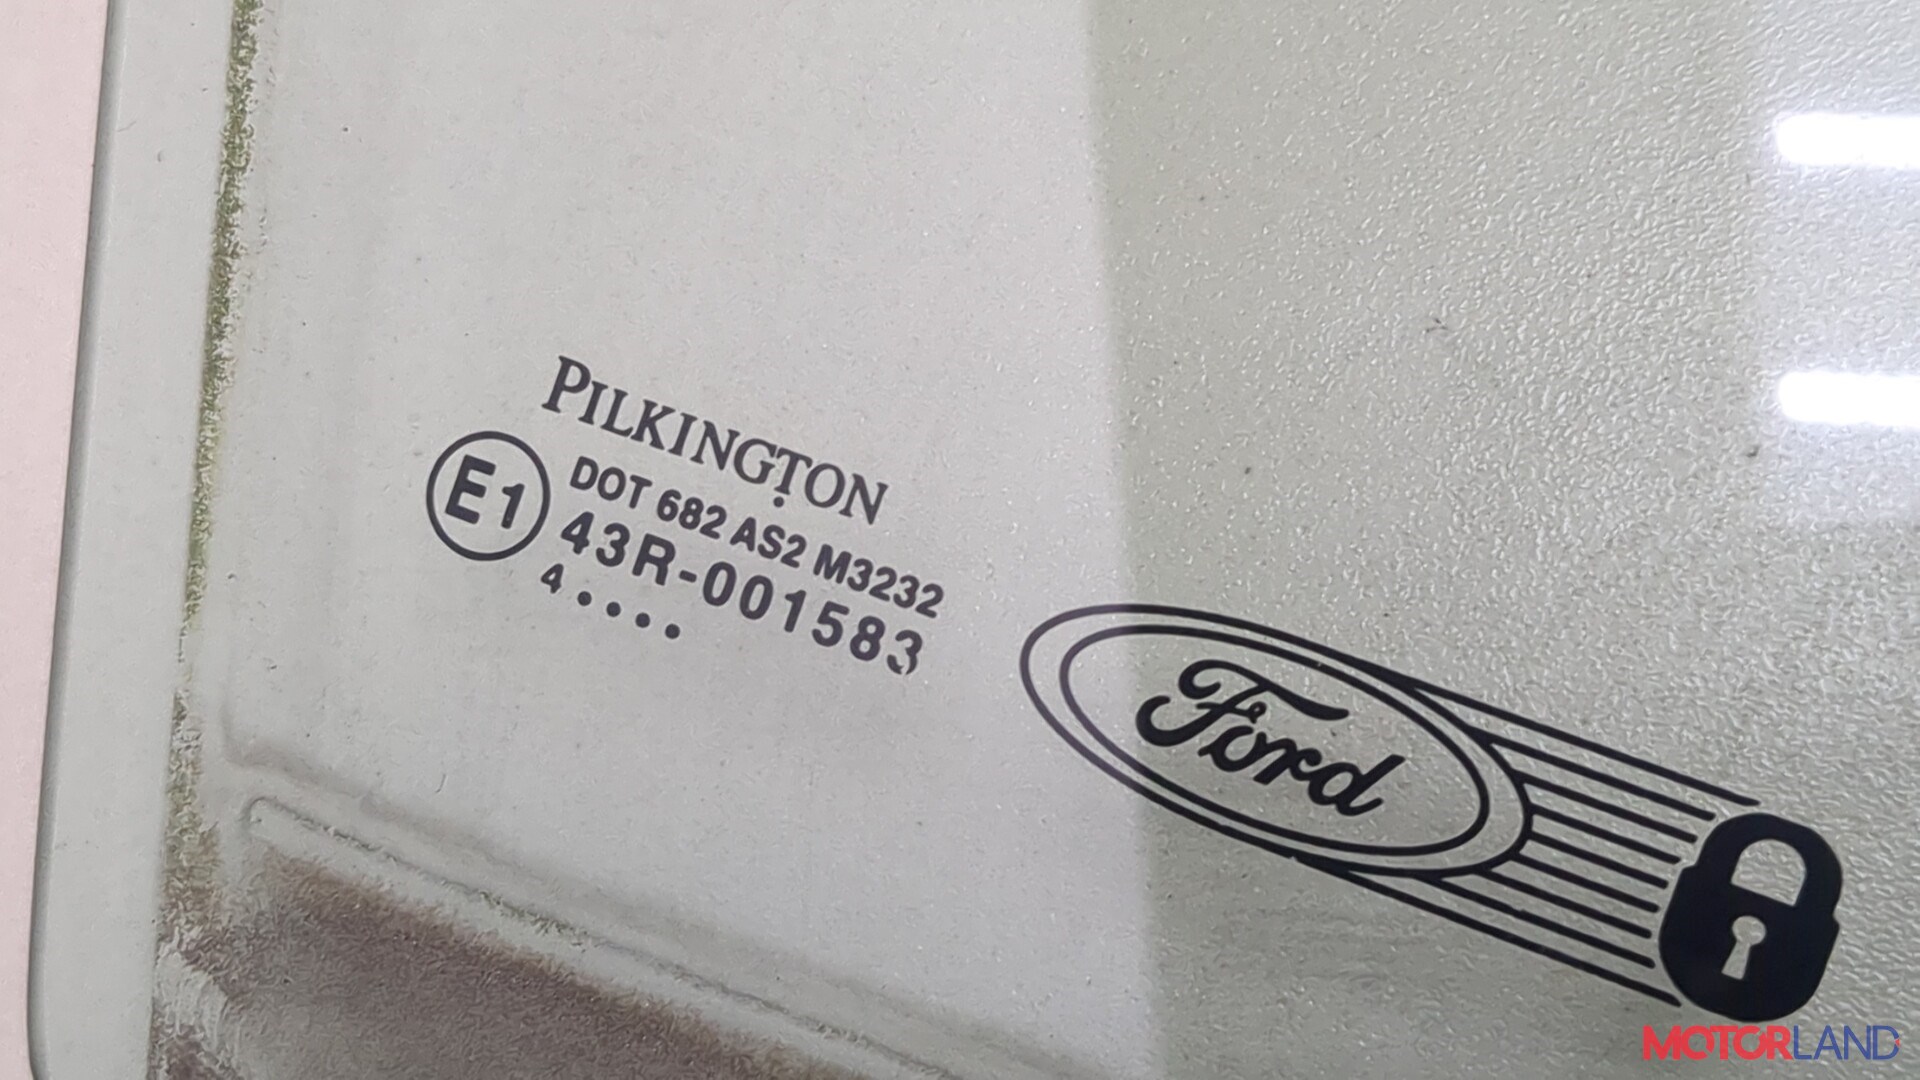 PILKINGTON
E1
DOT 682 AS2 M3232
43R-001583
4 • • • •
Ford
MOTORLAND